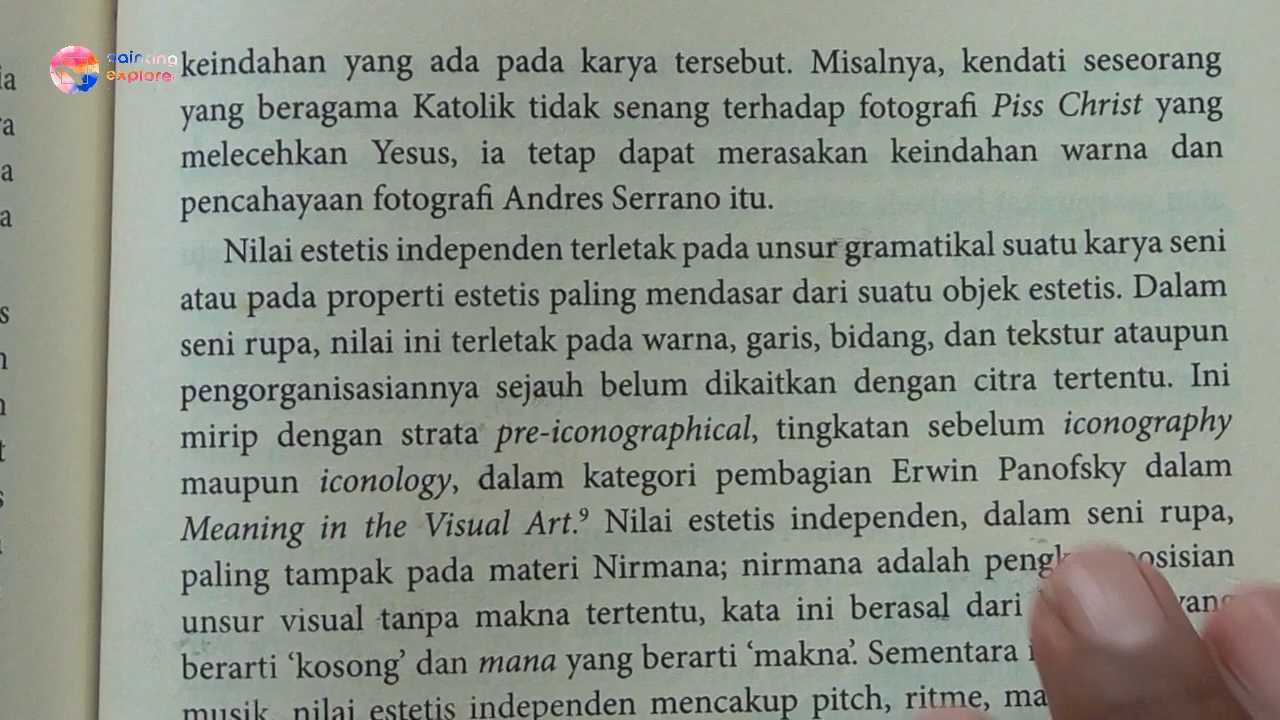 pairking
explore
keindahan yang ada pada karya tersebut. Misalnya, kendati seseorang
yang beragama Katolik tidak senang terhadap fotografi Piss Christ yang
melecehkan Yesus, ia tetap dapat merasakan keindahan warna dan
pencahayaan fotografi Andres Serrano itu.
Nilai estetis independen terletak pada unsur gramatikal suatu karya seni
atau pada properti estetis paling mendasar dari suatu objek estetis. Dalam
seni rupa, nilai ini terletak pada warna, garis, bidang, dan tekstur ataupun
pengorganisasiannya sejauh belum dikaitkan dengan citra tertentu. Ini
mirip dengan strata pre-iconographical, tingkatan sebelum iconography
maupun iconology, dalam kategori pembagian Erwin Panofsky dalam
Meaning in the Visual Art.⁹ Nilai estetis independen, dalam seni rupa,
paling tampak pada materi Nirmana; nirmana adalah
unsur visual tanpa makna tertentu, kata ini berasal dari yang
berarti ‘kosong’ dan mana yang berarti ‘makna’. Sementara
musik, nilai estetis independen mencakup pitch, ritme,